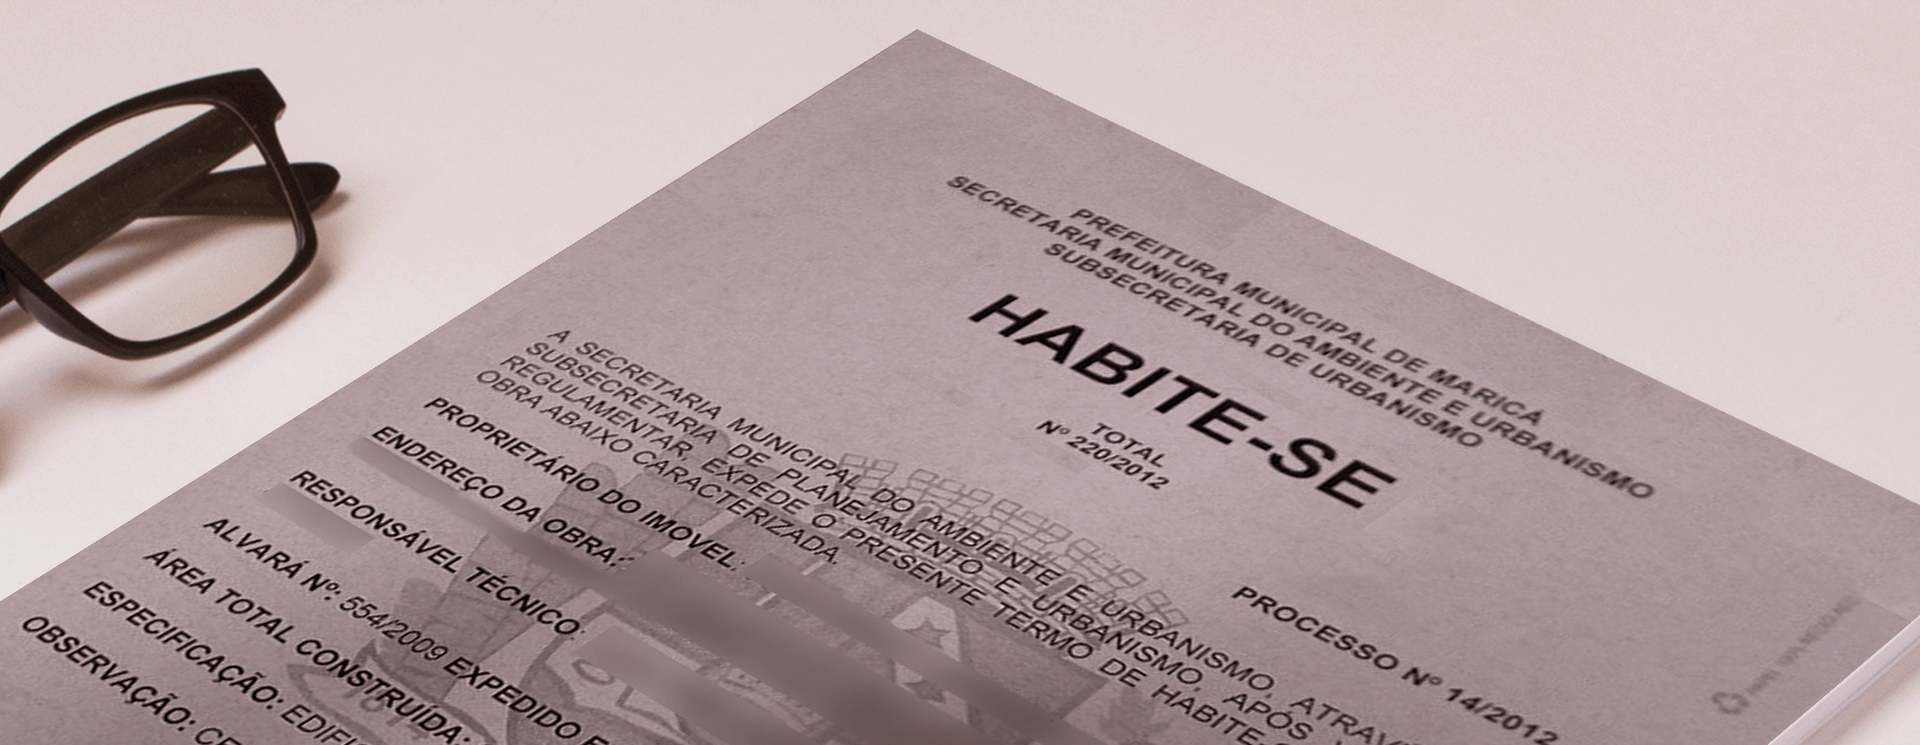 PREFEITURA MUNICIPAL DE MARICÁ
SECRETARIA MUNICIPAL DO AMBIENTE E URBANISMO
SUBSECRETARIA DE URBANISMO
HABITE-SE
TOTAL
Nº 220/2012
PROCESSO Nº 14/2012
A SECRETARIA MUNICIPAL DO AMBIENTE E URBANISMO, ATRAV
SUBSECRETARIA DE PLANEJAMENTO E URBANISMO, APÓS
REGULAMENTAR EXPEDE O PRESENTE TERMO DE HABITE-
OBRA ABAIXO CARACTERIZADA.
PROPRIETÁRIO DO IMOVEL:
ENDEREÇO DA OBRA:
RESPONSÁVEL TÉCNICO:
ALVARÁ Nº: 554/2009 EXPEDIDO E
ÁREA TOTAL CONSTRUÍDA:
ESPECIFICAÇÃO: EDIFI
OBSERVAÇÃO: